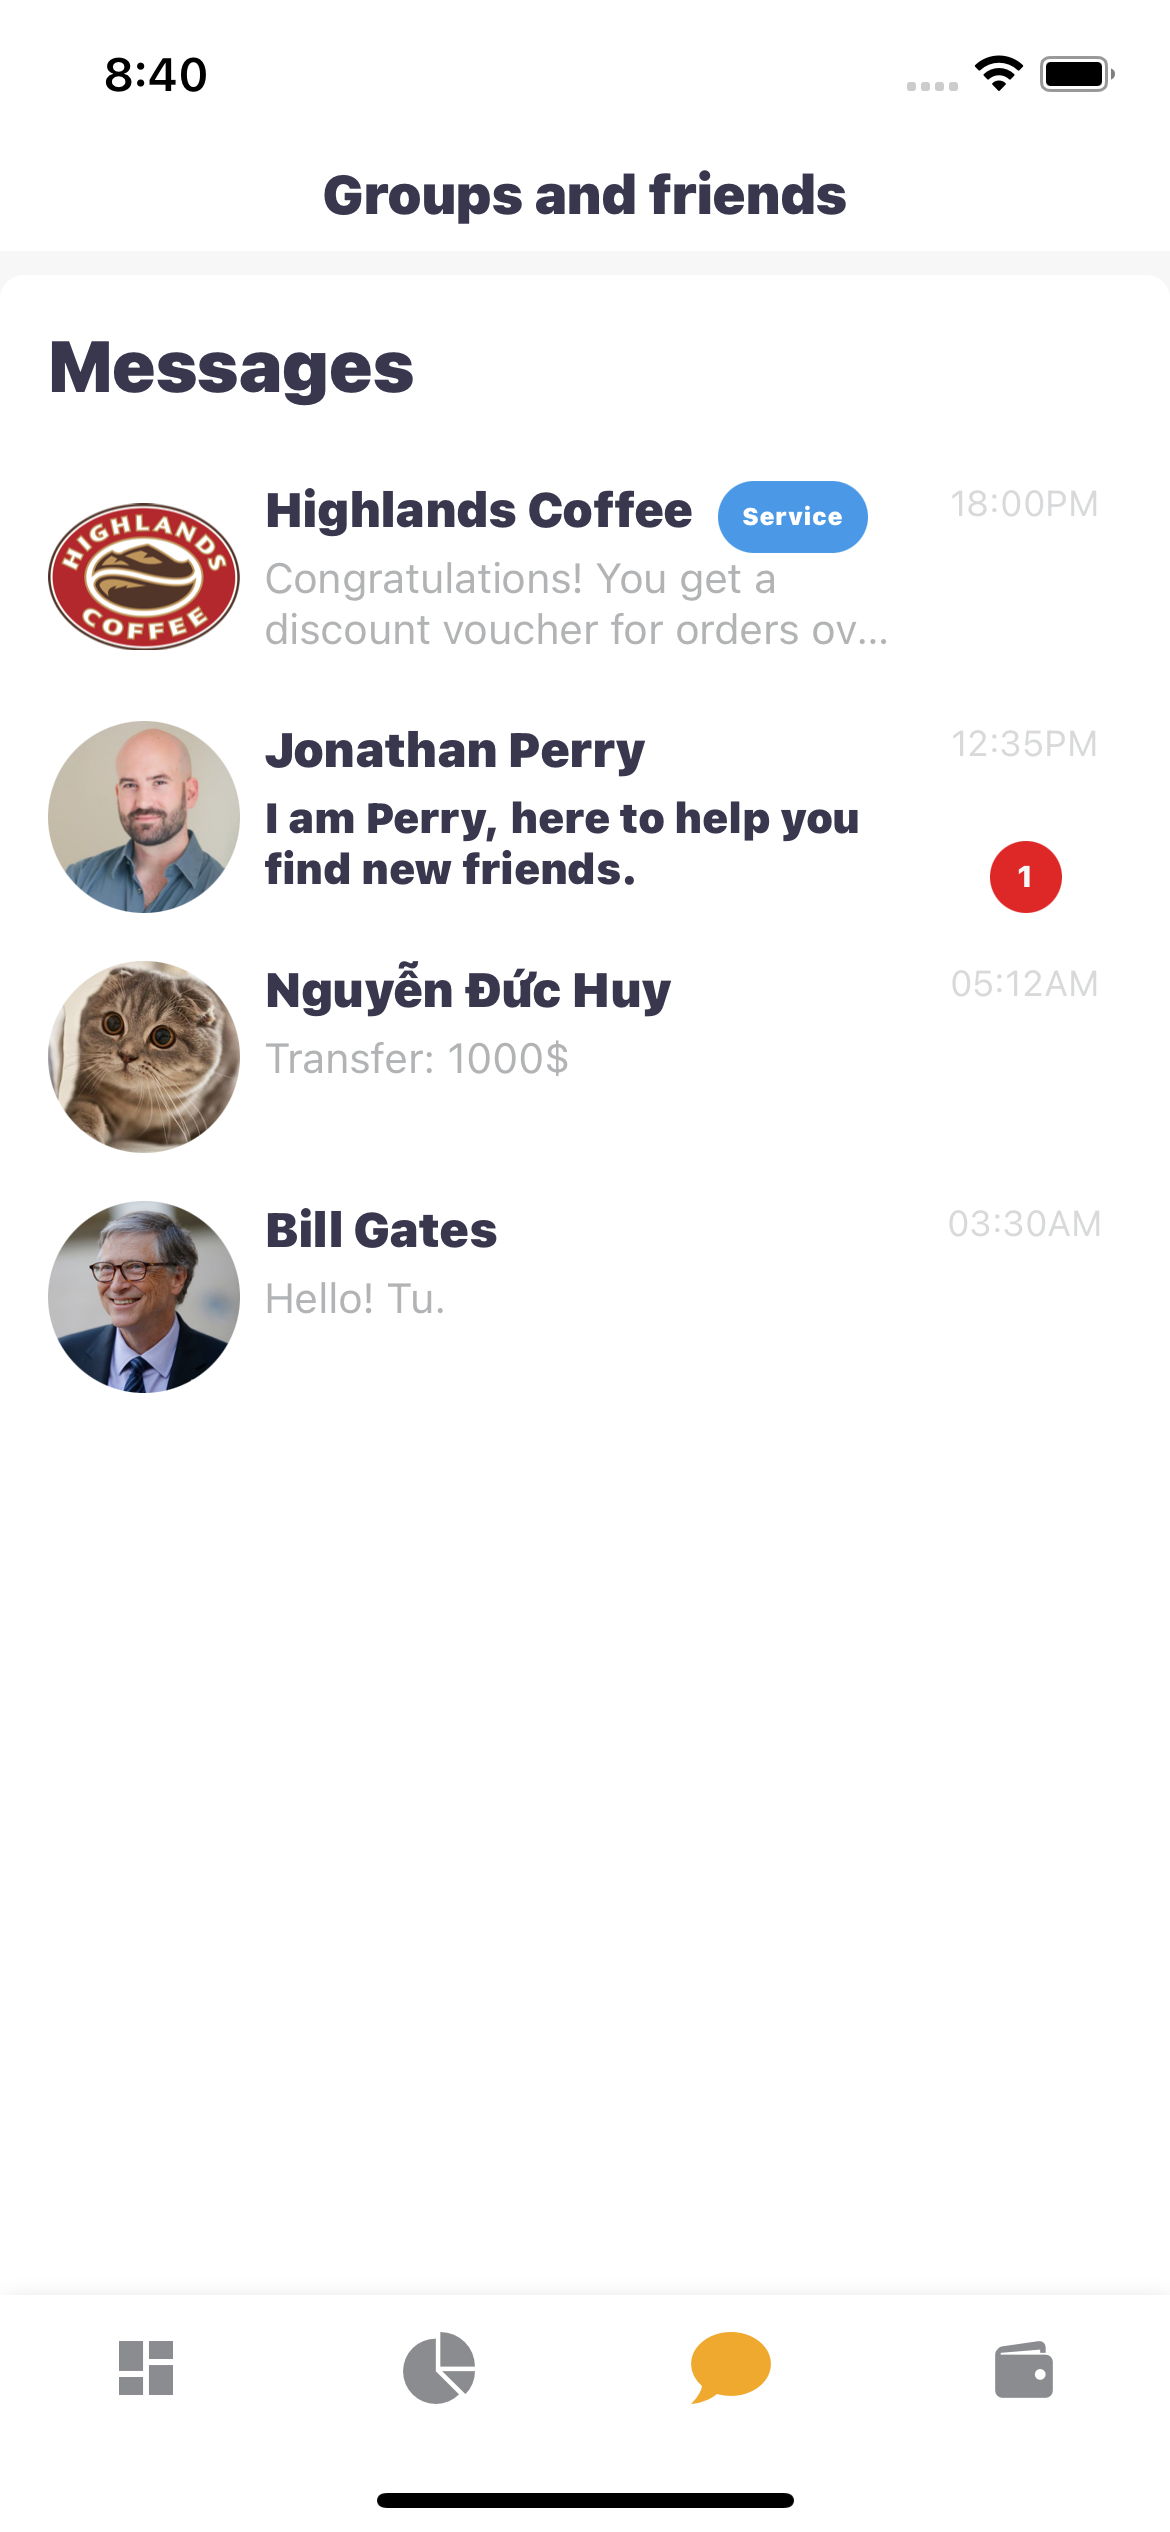 8:40
Groups and friends
Messages
HIGHLANDS
COFFEE
Highlands Coffee
Service
18:00PM
Congratulations! You get a
discount voucher for orders ov...
Jonathan Perry
12:35PM
I am Perry, here to help you
find new friends.
1
Nguyễn Đức Huy
05:12AM
Transfer: 1000$
Bill Gates
03:30AM
Hello! Tu.